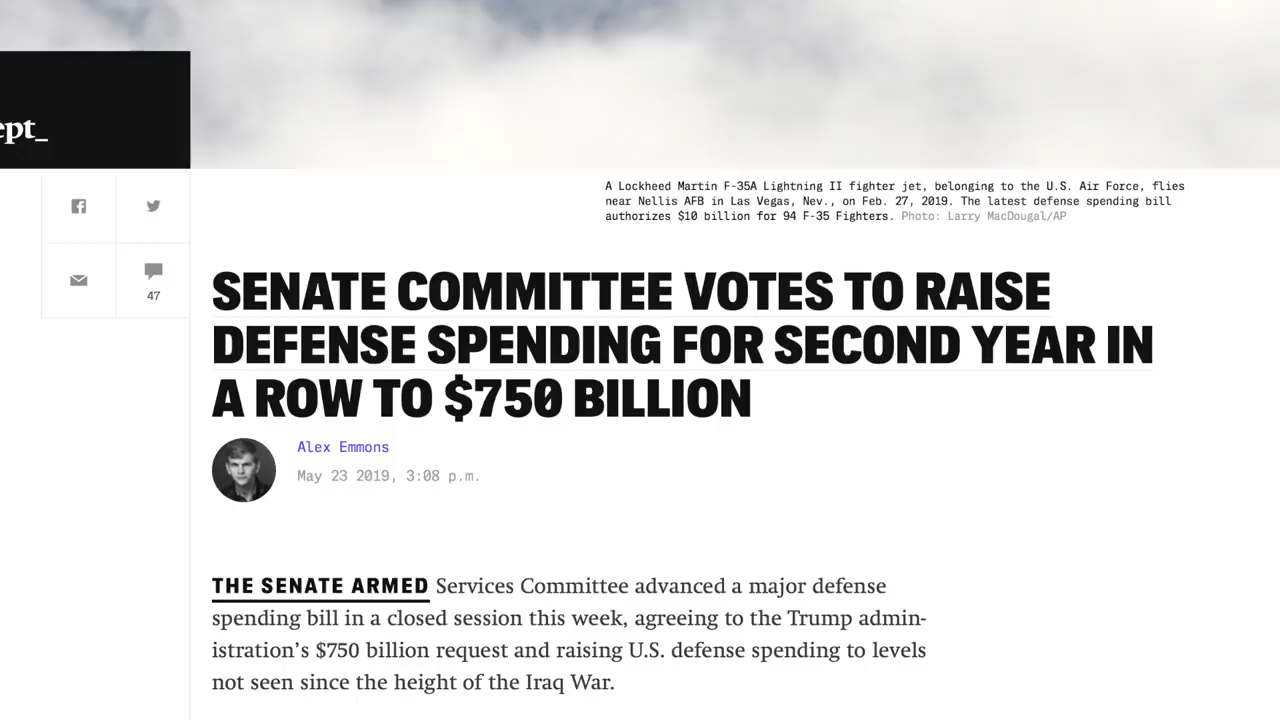 ept_
A Lockheed Martin F-35A Lightning II fighter jet, belonging to the U.S. Air Force, flies
near Nellis AFB in Las Vegas, Nev., on Feb. 27, 2019. The latest defense spending bill
authorizes $10 billion for 94 F-35 Fighters. Photo: Larry MacDougal/AP
47
SENATE COMMITTEE VOTES TO RAISE
DEFENSE SPENDING FOR SECOND YEAR IN
A ROW TO $750 BILLION
Alex Emmons
May 23 2019, 3:08 p.m.
THE SENATE ARMED Services Committee advanced a major defense
spending bill in a closed session this week, agreeing to the Trump admin-
istration’s $750 billion request and raising U.S. defense spending to levels
not seen since the height of the Iraq War.